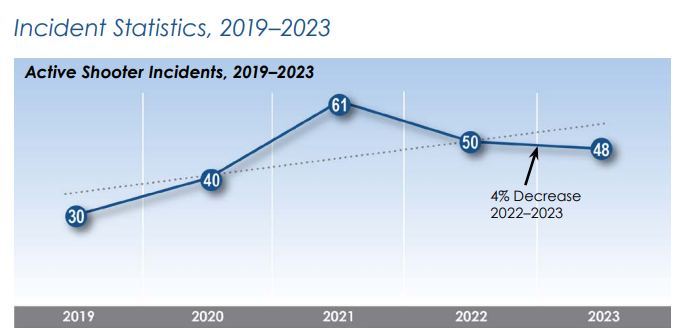 Incident Statistics, 2019–2023
Active Shooter Incidents, 2019–2023
61
50
48
40
30
4% Decrease
2022–2023
2019 2020 2021 2022 2023